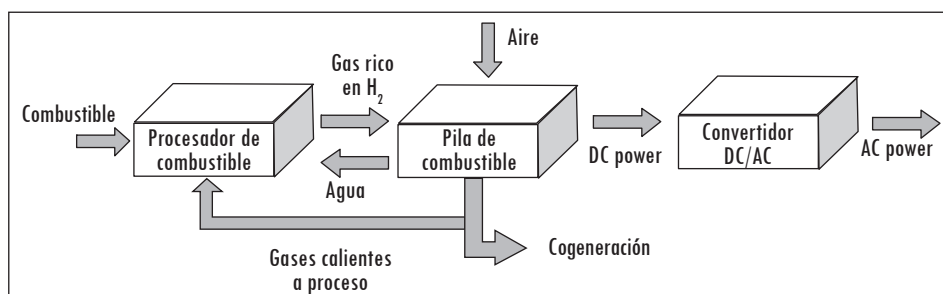 Aire
Gas rico
en H₂
Combustible
Procesador de
combustible
Pila de
combustible
Convertidor
DC/AC
DC power
AC power
Agua
Gases calientes
a proceso
Cogeneración